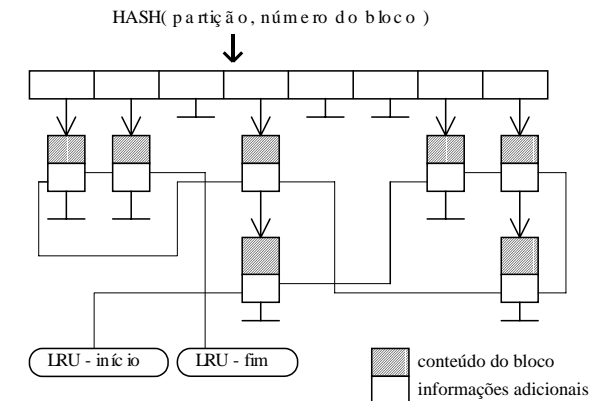 HASH( partição, número do bloco )
LRU - início
LRU - fim
conteúdo do bloco
informações adicionais